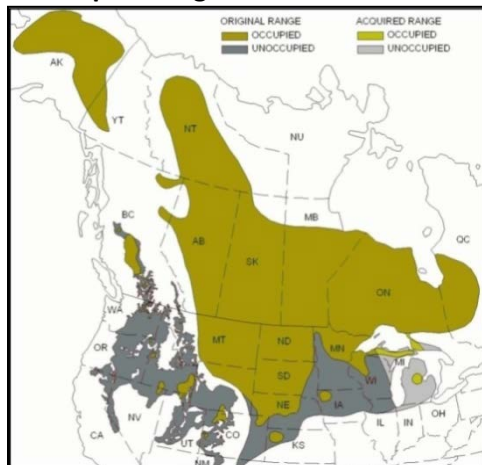 ORIGINAL RANGE
OCCUPIED
UNOCCUPIED
ACQUIRED RANGE
OCCUPIED
UNOCCUPIED
AK
YT
NT
NU
BC
MB
QC
AB
SK
ON
WA
MT
ND
MN
OR
MI
SD
WI
NE
IA
NV
IL
IN
OH
CA
UT
CO
KS
NM